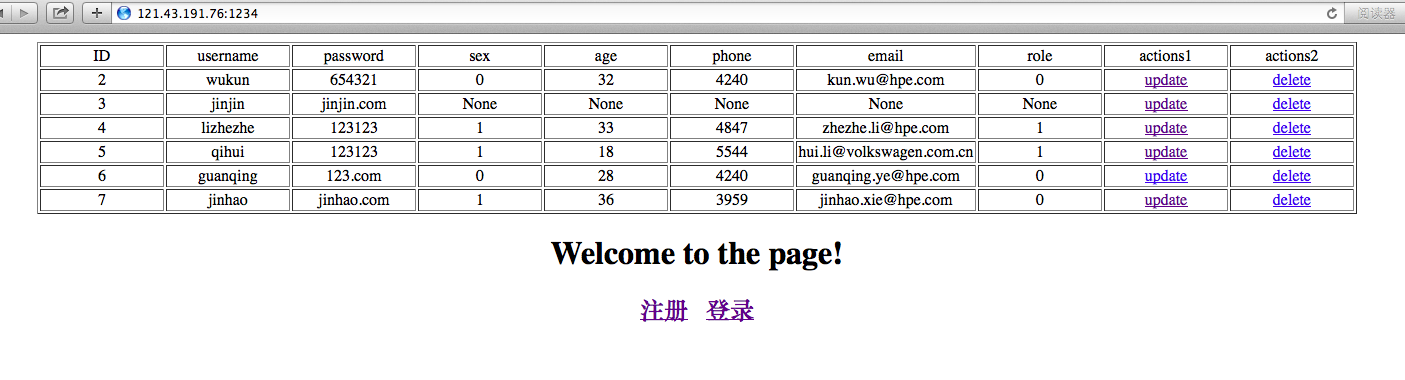 121.43.191.76:1234 阅读器
ID username password sex age phone email role actions1 actions2
2 wukun 654321 0 32 4240 kun.wu@hpe.com 0 update delete
3 jinjin jinjin.com None None None None None update delete
4 lizhezhe 123123 1 33 4847 zhezhe.li@hpe.com 1 update delete
5 qihui 123123 1 18 5544 hui.li@volkswagen.com.cn 1 update delete
6 guanqing 123.com 0 28 4240 guanqing.ye@hpe.com 0 update delete
7 jinhao jinhao.com 1 36 3959 jinhao.xie@hpe.com 0 update delete
Welcome to the page!
注册 登录